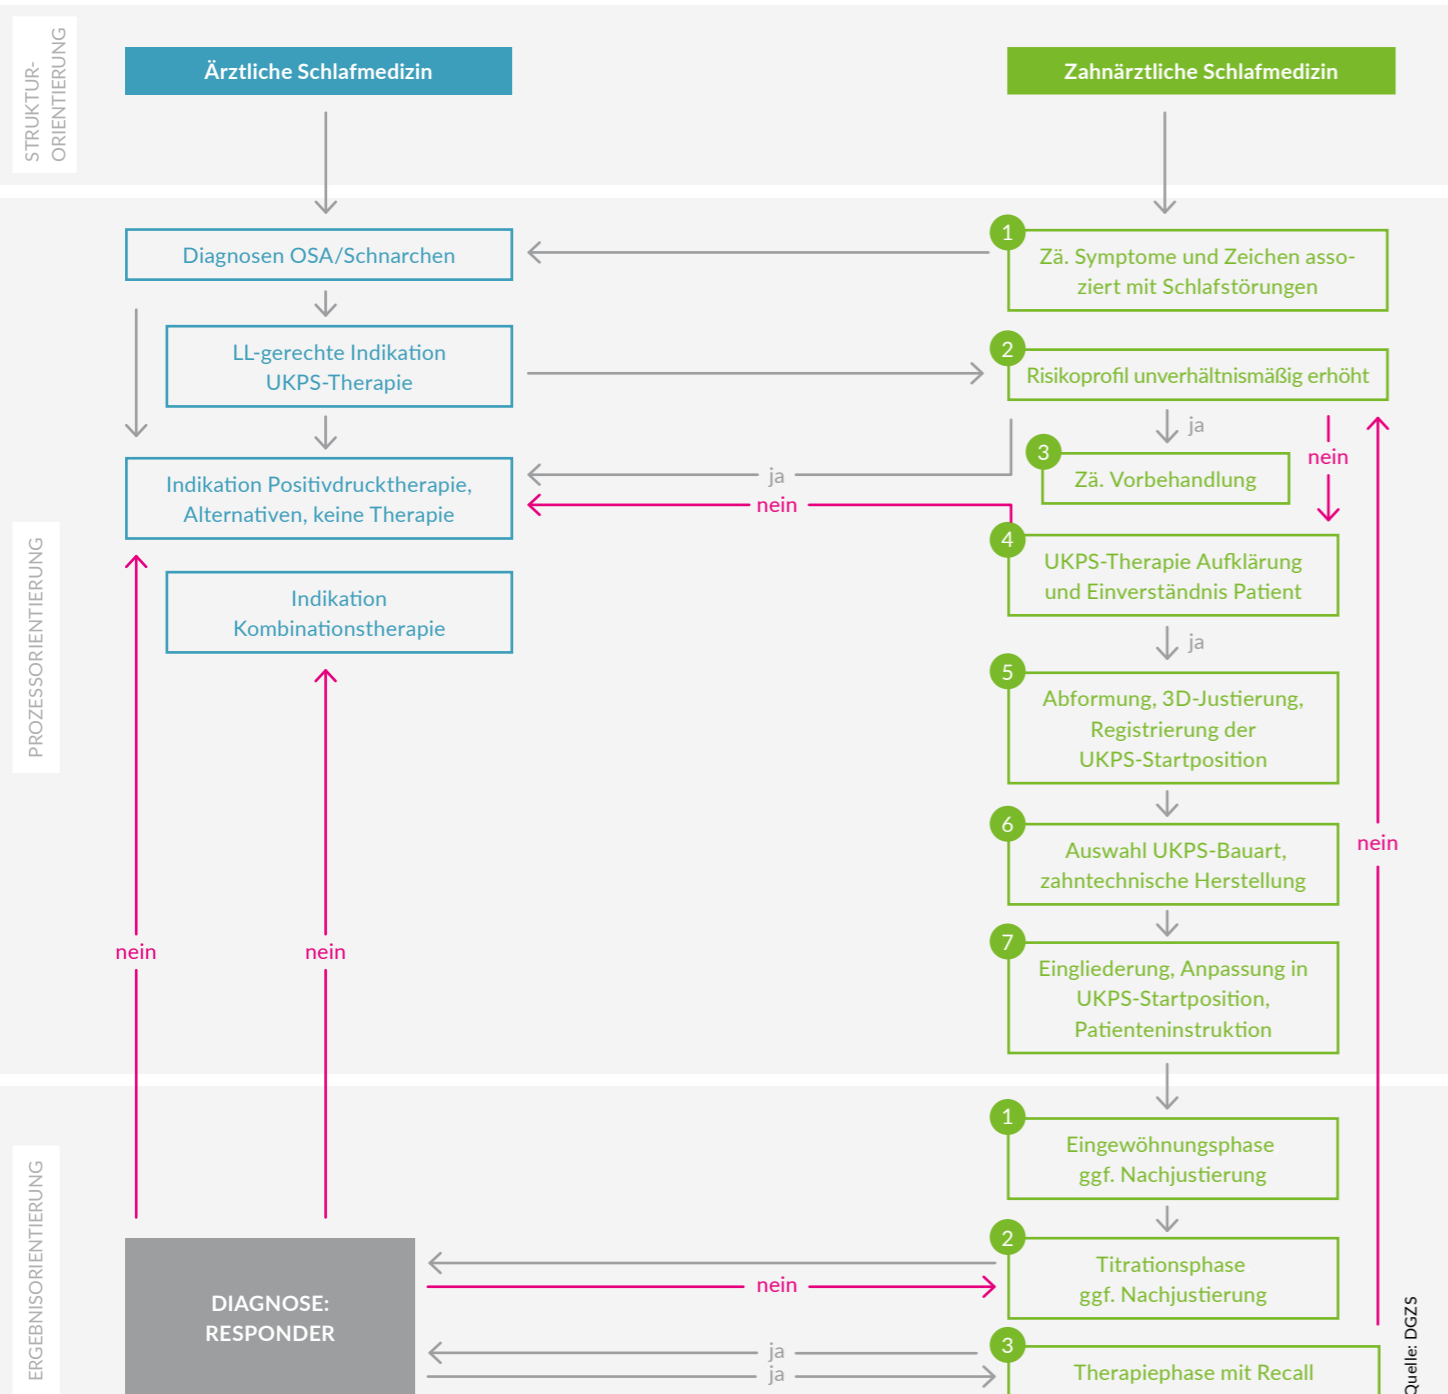 STRUKTUR-
ORIENTIERUNG
Ärztliche Schlafmedizin
Zahnärztliche Schlafmedizin
PROZESSORIENTIERUNG
Diagnosen OSA/Schnarchen
1
Zä. Symptome und Zeichen asso-
ziert mit Schlafstörungen
LL-gerechte Indikation
UKPS-Therapie
2
Risikoprofil unverhältnismäßig erhöht
ja
nein
3
Zä. Vorbehandlung
Indikation Positivdrucktherapie,
Alternativen, keine Therapie
ja
nein
4
UKPS-Therapie Aufklärung
und Einverständnis Patient
Indikation
Kombinationstherapie
ja
5
Abformung, 3D-Justierung,
Registrierung der
UKPS-Startposition
6
Auswahl UKPS-Bauart,
zahntechnische Herstellung
nein
nein
nein
7
Eingliederung, Anpassung in
UKPS-Startposition,
Patienteninstruktion
ERGEBNISORIENTIERUNG
1
Eingewöhnungsphase
ggf. Nachjustierung
2
Titrationsphase
ggf. Nachjustierung
nein
DIAGNOSE:
RESPONDER
3
Therapiephase mit Recall
ja
ja
Quelle: DGZS